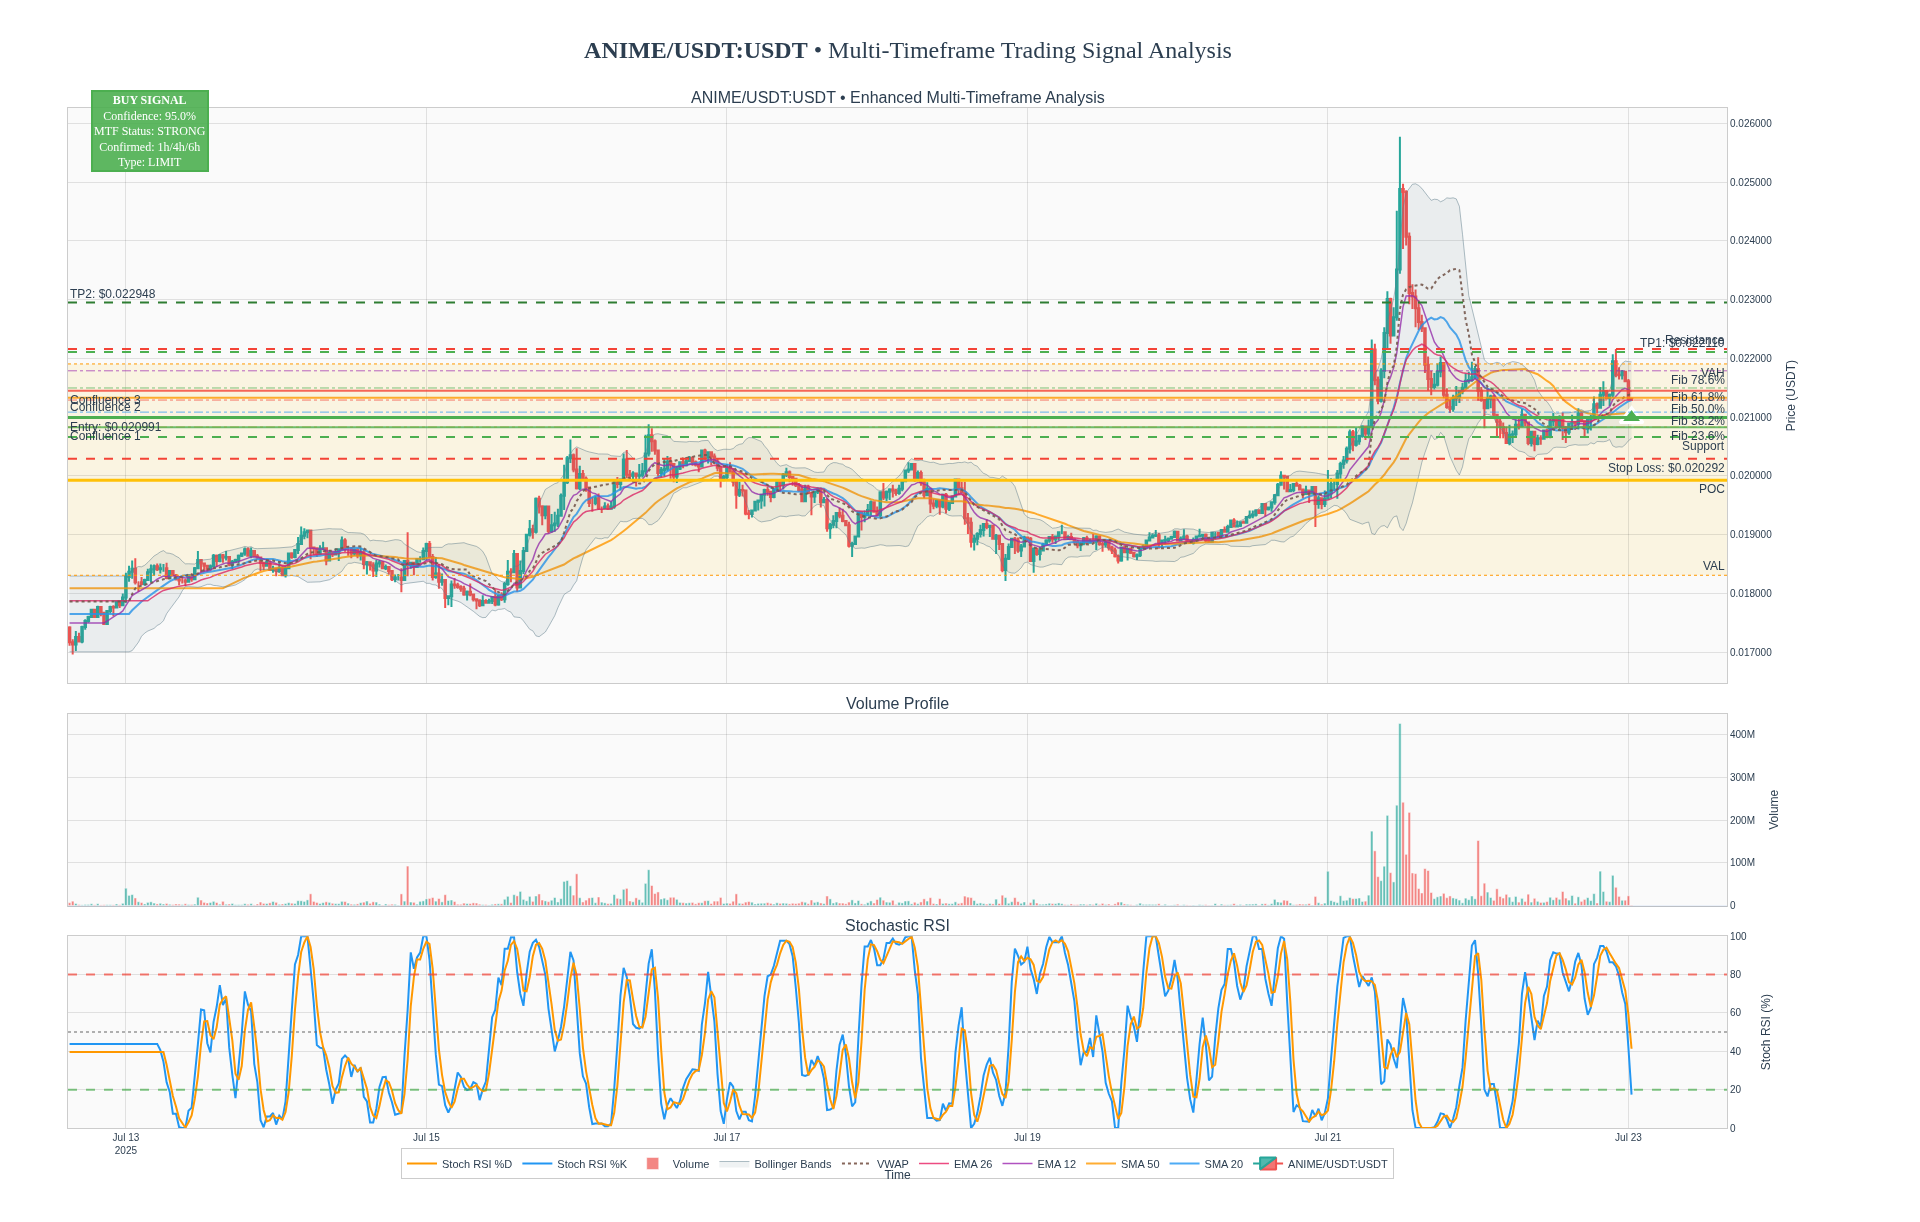 ANIME/USDT:USDT • Multi-Timeframe Trading Signal Analysis
ANIME/USDT:USDT • Enhanced Multi-Timeframe Analysis
BUY SIGNAL
Confidence: 95.0%
MTF Status: STRONG
Confirmed: 1h/4h/6h
Type: LIMIT
TP2: $0.022948
Confluence 3
Confluence 2
Entry: $0.020991
Confluence 1
Resistance
TP1: $0.022110
VAH
Fib 78.6%
Fib 61.8%
Fib 50.0%
Fib 38.2%
Fib 23.6%
Support
Stop Loss: $0.020292
POC
VAL
0.026000
0.025000
0.024000
0.023000
0.022000
0.021000
0.020000
0.019000
0.018000
0.017000
Price (USDT)
Volume Profile
400M
300M
200M
100M
0
Volume
Stochastic RSI
100
80
60
40
20
0
Stoch RSI (%)
Jul 13
2025
Jul 15
Jul 17
Jul 19
Jul 21
Jul 23
Stoch RSI %D
Stoch RSI %K
Volume
Bollinger Bands
VWAP
EMA 26
EMA 12
SMA 50
SMA 20
ANIME/USDT:USDT
Time